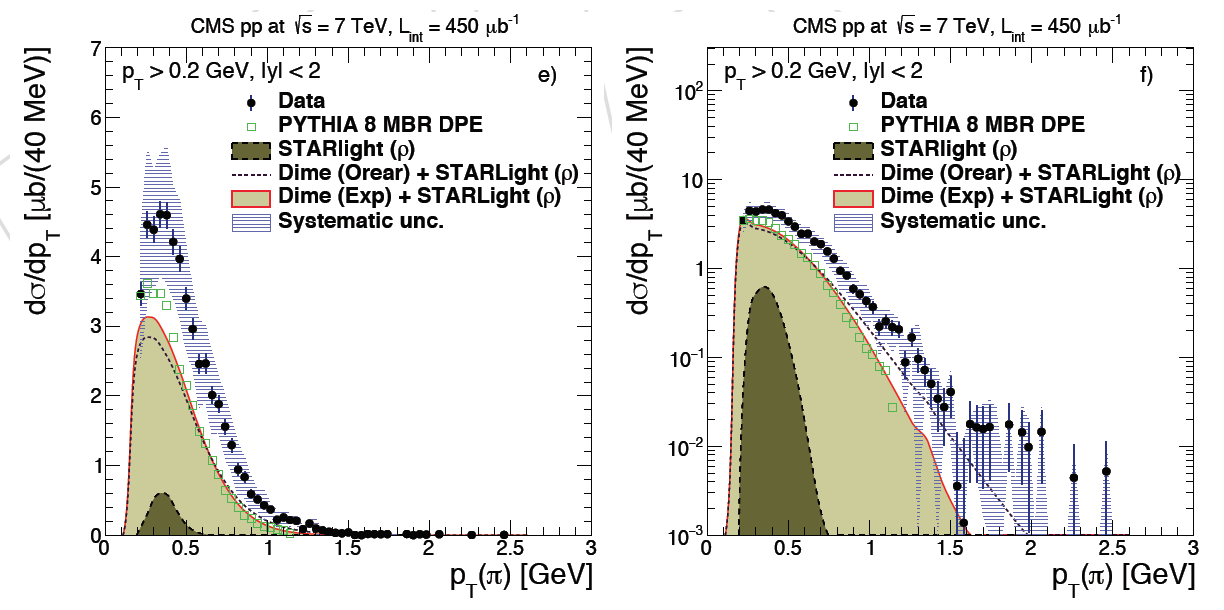 CMS pp at √s = 7 TeV, L_int = 450 μb⁻¹
p_T > 0.2 GeV, |y| < 2
e)
Data
PYTHIA 8 MBR DPE
STARlight (ρ)
Dime (Orear) + STARLight (ρ)
Dime (Exp) + STARLight (ρ)
Systematic unc.
dσ/dp_T [μb/(40 MeV)]
7
6
5
4
3
2
1
0
0 0.5 1 1.5 2 2.5 3
p_T(π) [GeV]
CMS pp at √s = 7 TeV, L_int = 450 μb⁻¹
p_T > 0.2 GeV, |y| < 2
f)
Data
PYTHIA 8 MBR DPE
STARlight (ρ)
Dime (Orear) + STARLight (ρ)
Dime (Exp) + STARLight (ρ)
Systematic unc.
dσ/dp_T [μb/(40 MeV)]
10²
10
1
10⁻¹
10⁻²
10⁻³
0 0.5 1 1.5 2 2.5 3
p_T(π) [GeV]